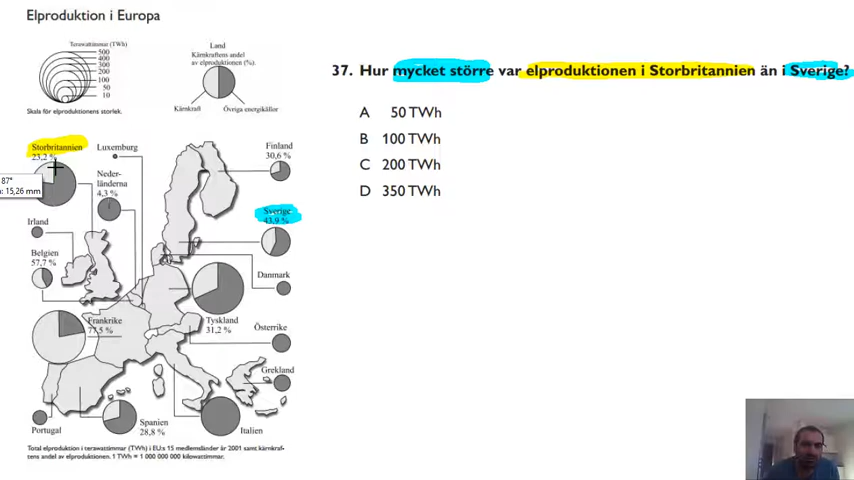 Elproduktion i Europa
Terawattimmar (TWh)
500
400
300
200
100
50
10
Skala för elproduktionens storlek.
Land
Kärnkraftens andel
av elproduktionen (%).
Kärnkraft
Övriga energikällor
37. Hur mycket större var elproduktionen i Storbritannien än i Sverige?
A 50 TWh
B 100 TWh
C 200 TWh
D 350 TWh
Storbritannien
23,2 %
87°
15,26 mm
Luxemburg
Neder-
länderna
4,3 %
Finland
30,6 %
Sverige
43,9 %
Irland
Belgien
57,7 %
Danmark
Frankrike
77,5 %
Tyskland
31,2 %
Österrike
Grekland
Portugal
Spanien
28,8 %
Italien
Total elproduktion i terawattimmar (TWh) i EU:s 15 medlemsländer år 2001 samt kärnkraf-
tens andel av elproduktionen. 1 TWh = 1 000 000 000 kilowattimmar.